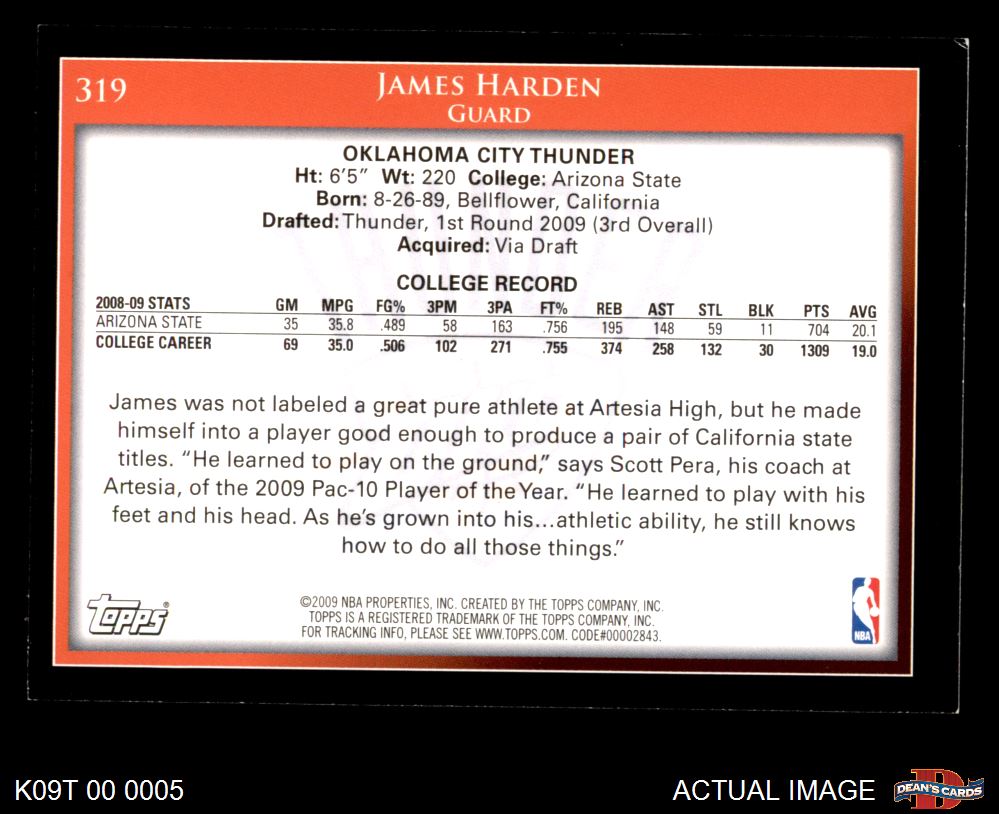 319
JAMES HARDEN
GUARD
OKLAHOMA CITY THUNDER
Ht: 6'5" Wt: 220 College: Arizona State
Born: 8-26-89, Bellflower, California
Drafted: Thunder, 1st Round 2009 (3rd Overall)
Acquired: Via Draft
COLLEGE RECORD
2008-09 STATS GM MPG FG% 3PM 3PA FT% REB AST STL BLK PTS AVG
ARIZONA STATE 35 35.8 .489 58 163 .756 195 148 59 11 704 20.1
COLLEGE CAREER 69 35.0 .506 102 271 .755 374 258 132 30 1309 19.0
James was not labeled a great pure athlete at Artesia High, but he made
himself into a player good enough to produce a pair of California state
titles. "He learned to play on the ground," says Scott Pera, his coach at
Artesia, of the 2009 Pac-10 Player of the Year. "He learned to play with his
feet and his head. As he's grown into his...athletic ability, he still knows
how to do all those things."
Topps®
©2009 NBA PROPERTIES, INC. CREATED BY THE TOPPS COMPANY, INC.
TOPPS IS A REGISTERED TRADEMARK OF THE TOPPS COMPANY, INC.
FOR TRACKING INFO, PLEASE SEE WWW.TOPPS.COM. CODE#00002843.
NBA
K09T 00 0005
ACTUAL IMAGE
D
DEAN'S CARDS